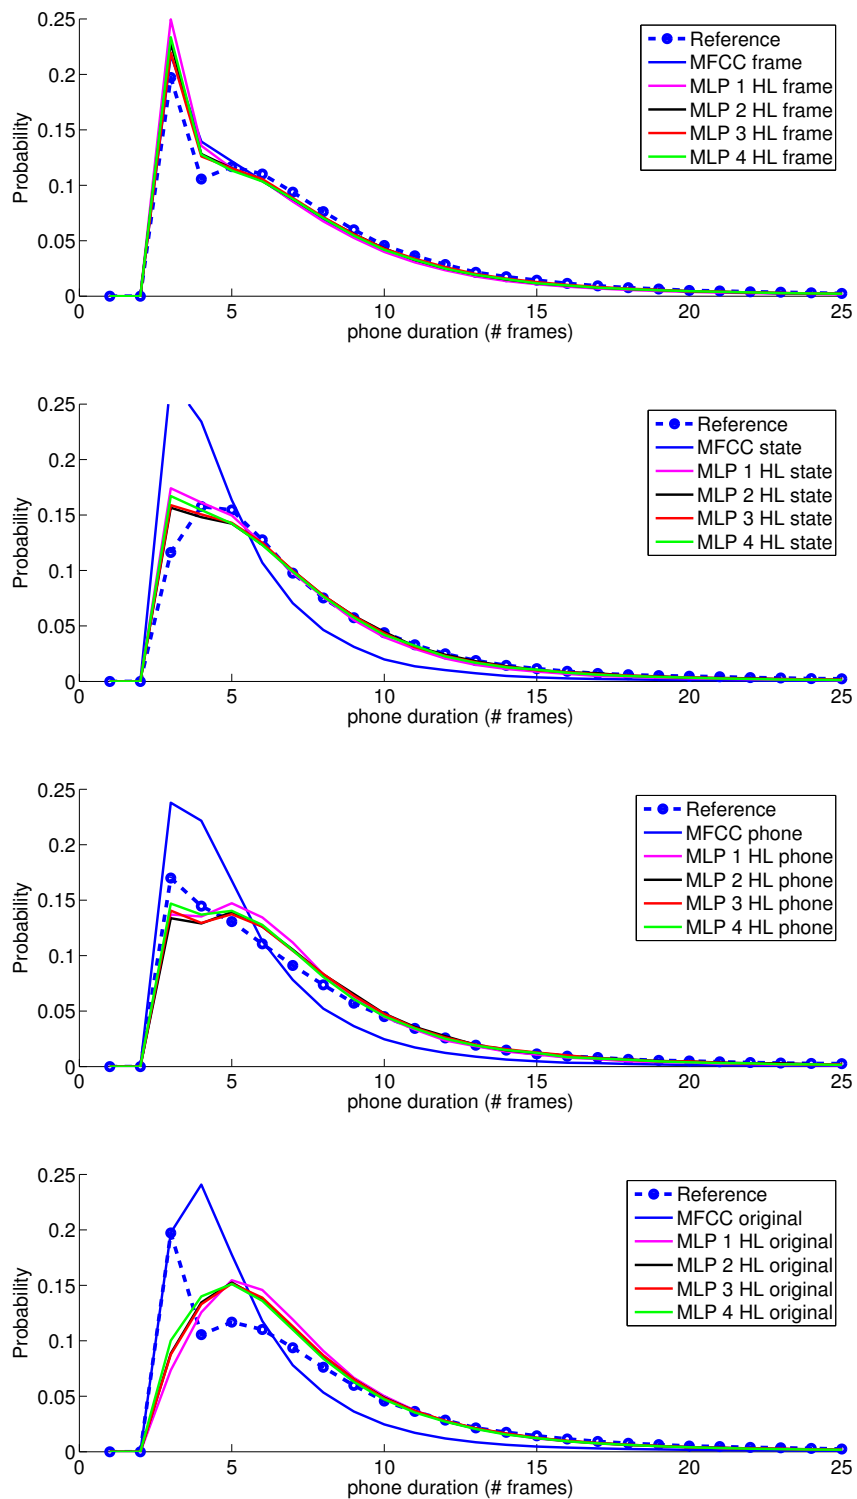 0.25
0.2
0.15
0.1
0.05
0
Probability
0 5 10 15 20 25
phone duration (# frames)
Reference
MFCC frame
MLP 1 HL frame
MLP 2 HL frame
MLP 3 HL frame
MLP 4 HL frame
0.25
0.2
0.15
0.1
0.05
0
Probability
0 5 10 15 20 25
phone duration (# frames)
Reference
MFCC state
MLP 1 HL state
MLP 2 HL state
MLP 3 HL state
MLP 4 HL state
0.25
0.2
0.15
0.1
0.05
0
Probability
0 5 10 15 20 25
phone duration (# frames)
Reference
MFCC phone
MLP 1 HL phone
MLP 2 HL phone
MLP 3 HL phone
MLP 4 HL phone
0.25
0.2
0.15
0.1
0.05
0
Probability
0 5 10 15 20 25
phone duration (# frames)
Reference
MFCC original
MLP 1 HL original
MLP 2 HL original
MLP 3 HL original
MLP 4 HL original